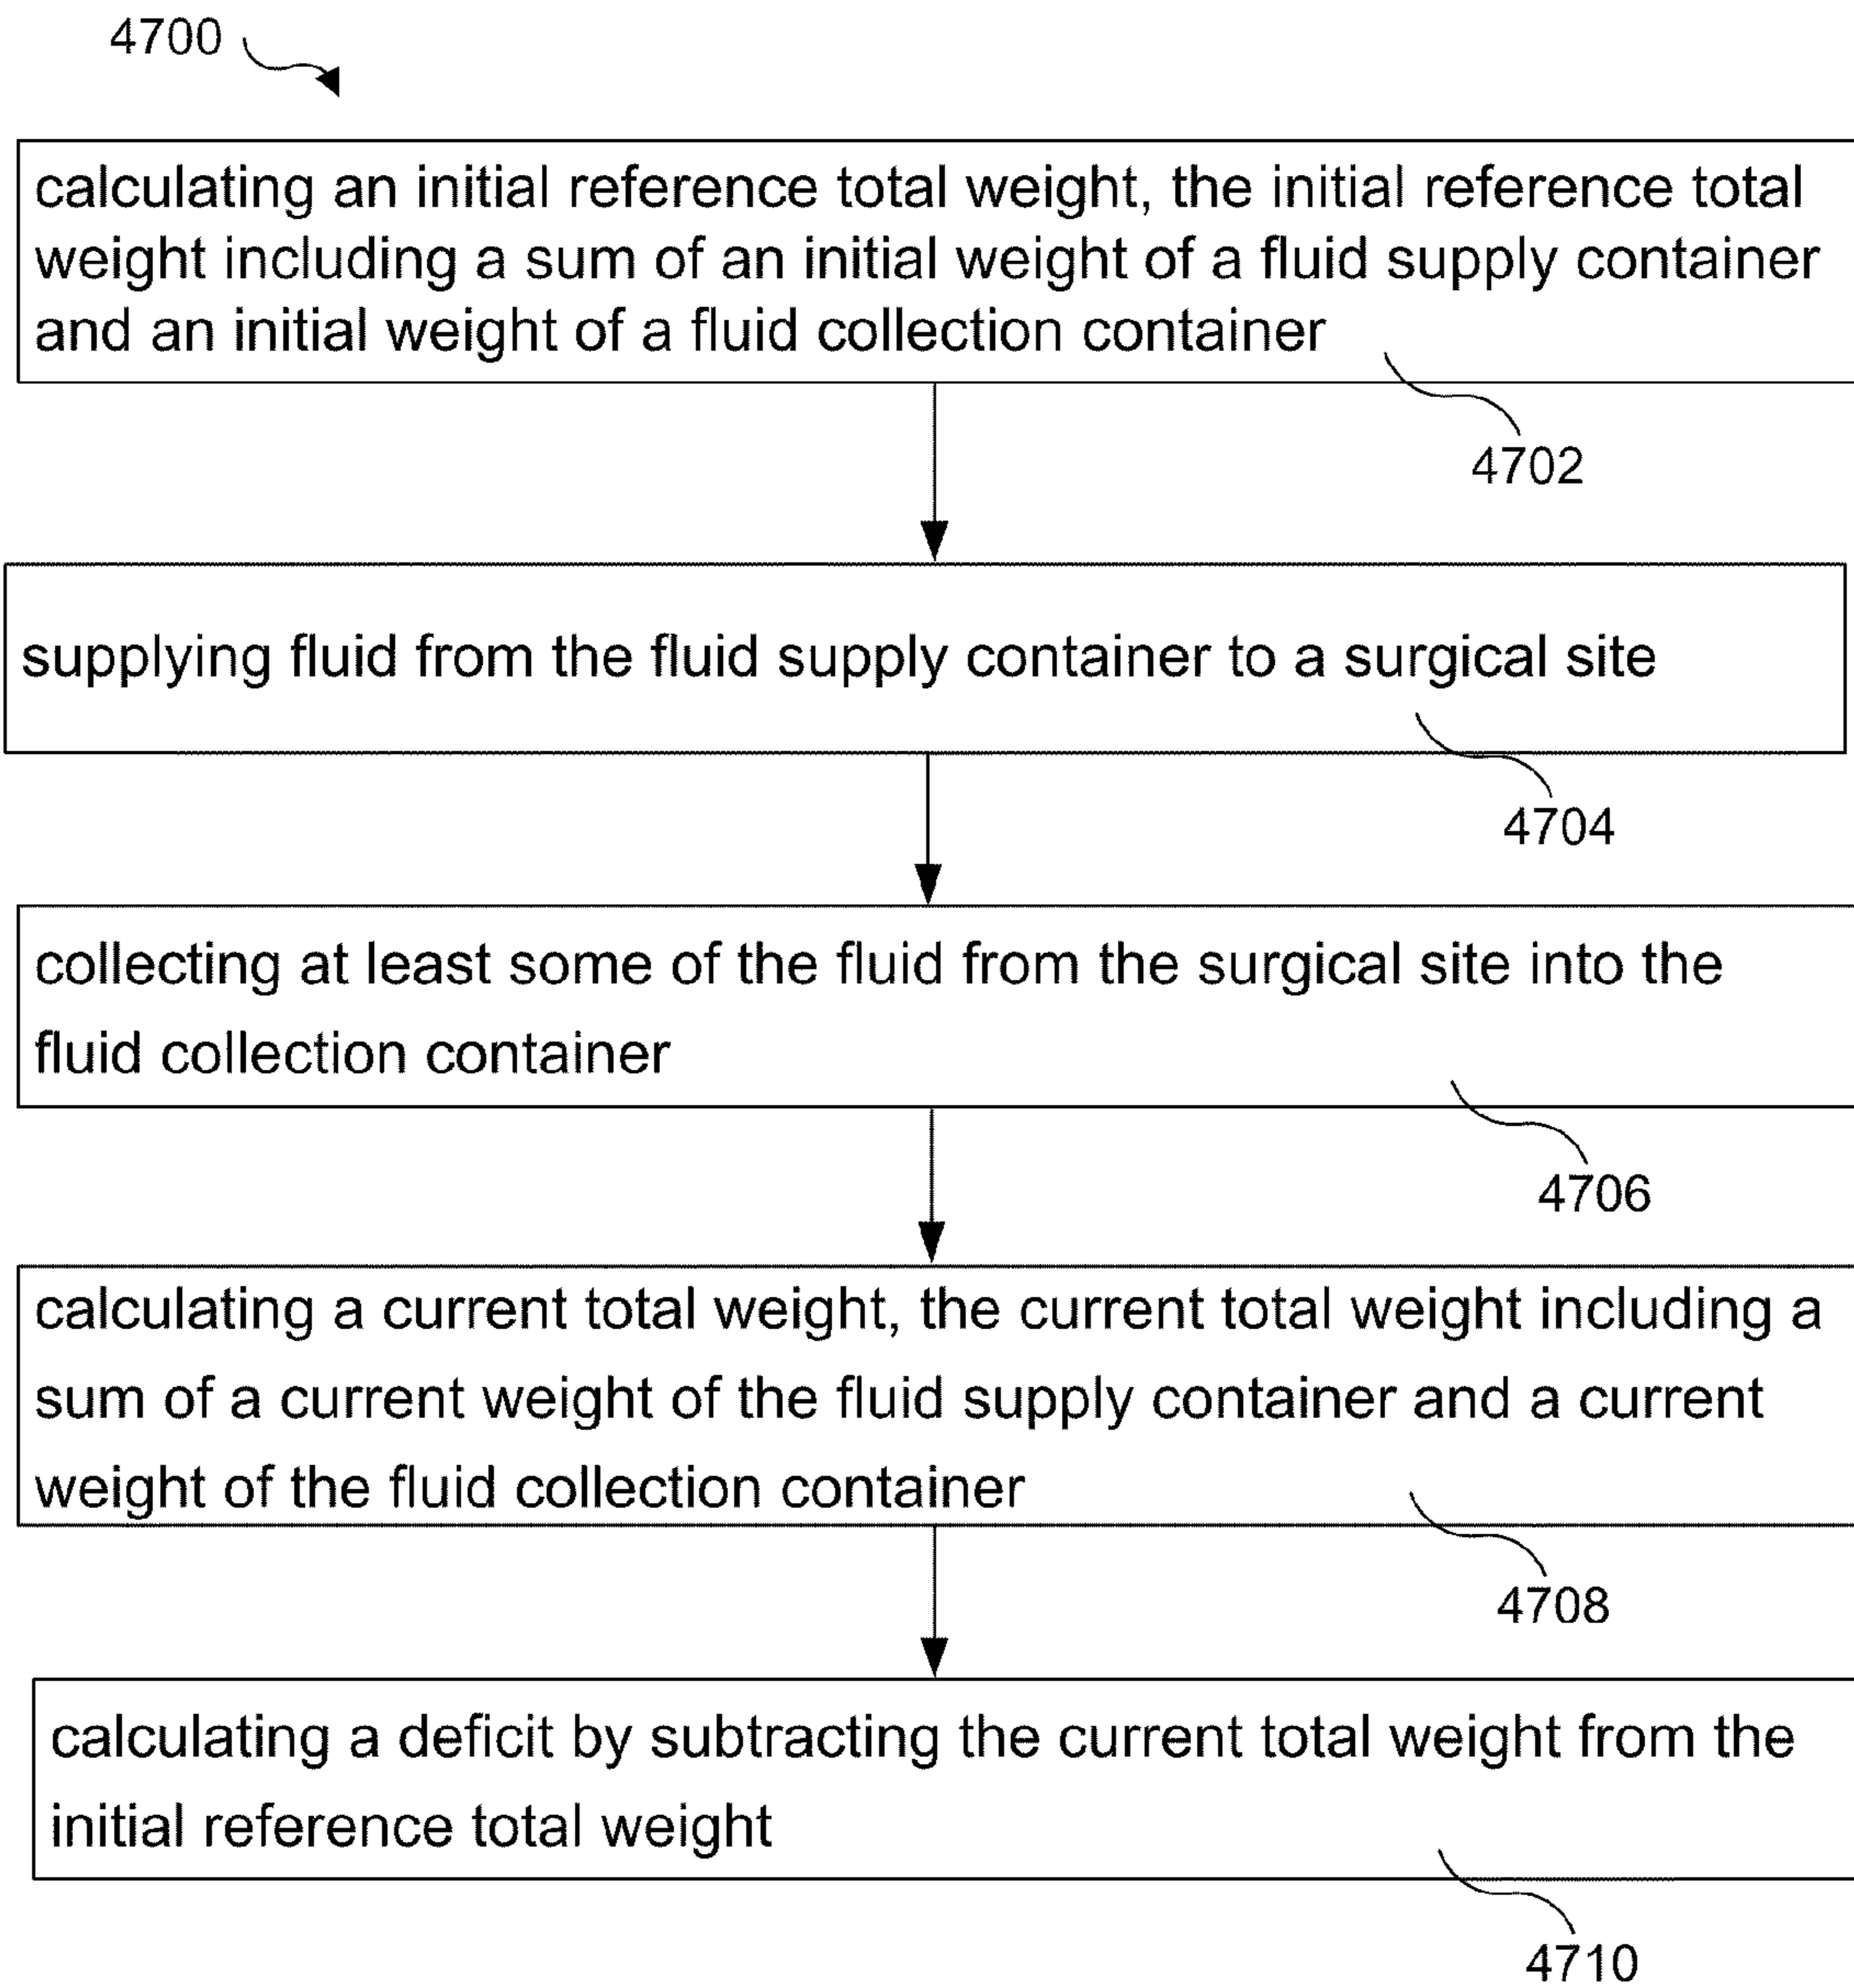 4700
calculating an initial reference total weight, the initial reference total
weight including a sum of an initial weight of a fluid supply container
and an initial weight of a fluid collection container
4702
supplying fluid from the fluid supply container to a surgical site
4704
collecting at least some of the fluid from the surgical site into the
fluid collection container
4706
calculating a current total weight, the current total weight including a
sum of a current weight of the fluid supply container and a current
weight of the fluid collection container
4708
calculating a deficit by subtracting the current total weight from the
initial reference total weight
4710